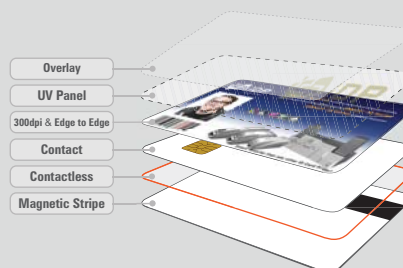 Overlay
UV Panel
300dpi & Edge to Edge
Contact
Contactless
Magnetic Stripe